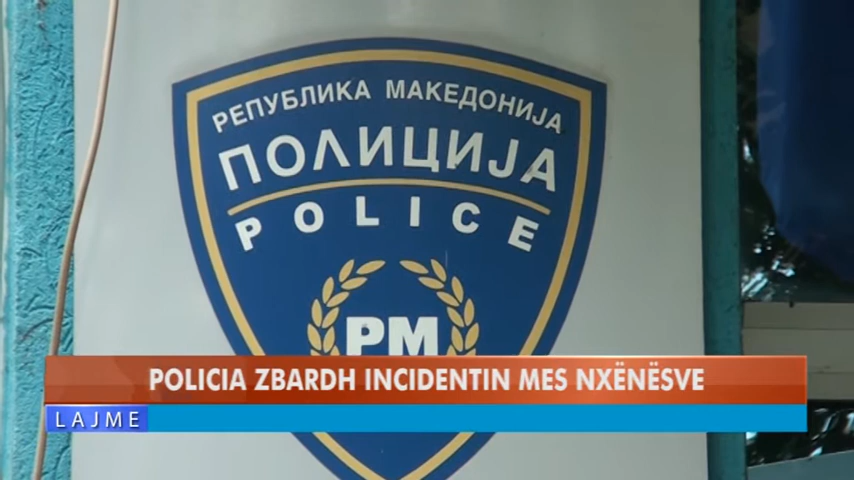 РЕПУБЛИКА МАКЕДОНИЈА
ПОЛИЦИЈА
POLICE
РМ
POLICIA ZBARDH INCIDENTIN MES NXËNËSVE
LAJME